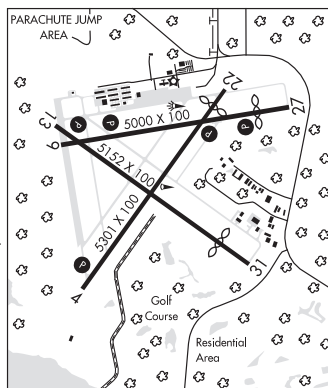 PARACHUTE JUMP
AREA
22
27
13
P
P
5000 X 100
P
P
9
5152 X 100
5301 X 100
P
4
31
Golf
Course
Residential
Area